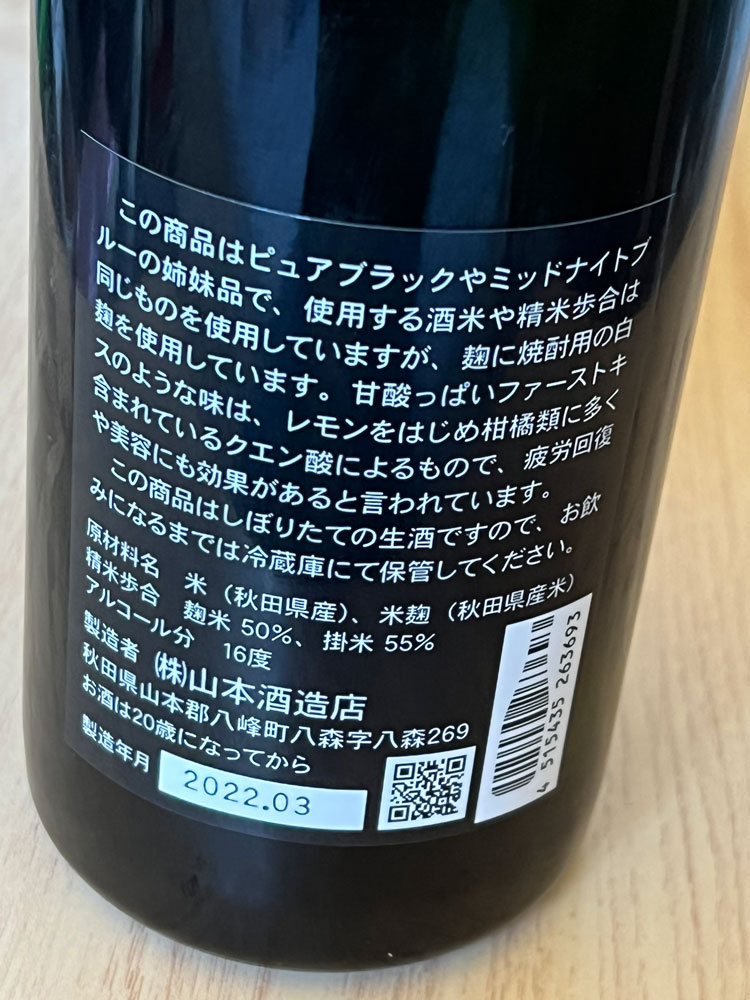 この商品はピュアブラックやミッドナイトブ
ルーの姉妹品で、使用する酒米や精米歩合は
同じものを使用していますが、麹に焼酎用の白
麹を使用しています。甘酸っぱいファーストキ
スのような味は、レモンをはじめ柑橘類に多く
含まれているクエン酸によるもので、疲労回復
や美容にも効果があると言われています。
この商品はしぼりたての生酒ですので、お飲
みになるまでは冷蔵庫にて保管してください。
原材料名 米(秋田県産)、米麹(秋田県産米)
精米歩合 麹米 50%、掛米 55%
アルコール分 16度
製造者 (株)山本酒造店
秋田県山本郡八峰町八森字八森269
お酒は20歳になってから
製造年月 2022.03
4 515435 263693